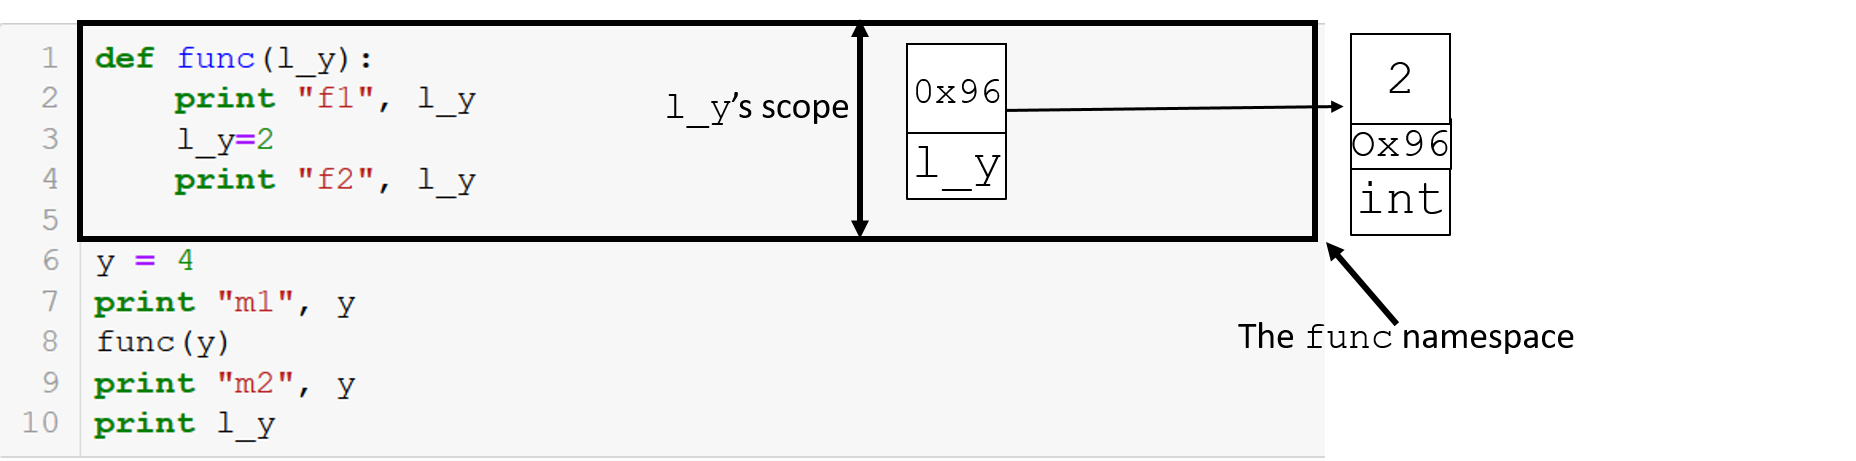 1 def func(l_y):
2 print "f1", l_y
3 l_y=2
4 print "f2", l_y
5
6 y = 4
7 print "m1", y
8 func(y)
9 print "m2", y
10 print l_y
l_y's scope
0x96
l_y
2
0x96
int
The func namespace